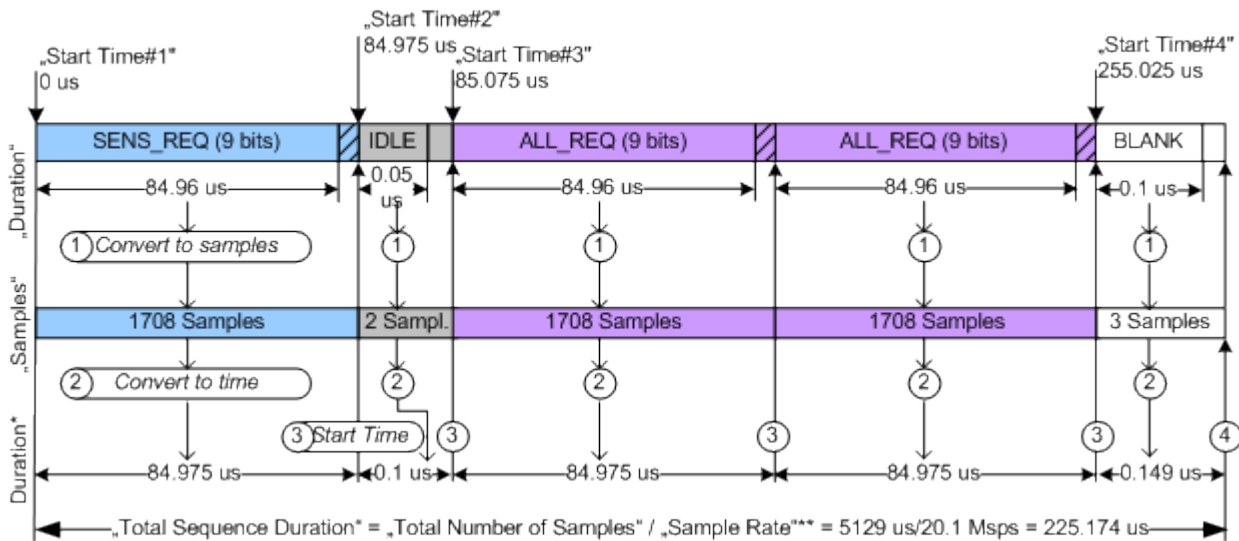 „Start Time#2"
84.975 us
„Start Time#1"
0 us
„Start Time#3"
85.075 us
„Start Time#4"
255.025 us
„Duration“
SENS_REQ (9 bits)
IDLE
ALL_REQ (9 bits)
ALL_REQ (9 bits)
BLANK
84.96 us
0.05 us
84.96 us
84.96 us
0.1 us
1 Convert to samples
1
1
1
1
„Samples“
1708 Samples
2 Sampl.
1708 Samples
1708 Samples
3 Samples
2 Convert to time
2
2
2
2
3 Start Time
3
3
3
4
Duration*
84.975 us
0.1 us
84.975 us
84.975 us
0.149 us
„Total Sequence Duration“ = „Total Number of Samples“ / „Sample Rate"** = 5129 us/20.1 Msps = 225.174 us